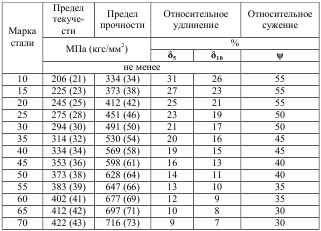 Марка стали | Предел текуче-сти | Предел прочности | Относительное удлинение | Относительное сужение
МПа (кгс/мм²) | %
δ₅ | δ₁₀ | ψ
не менее
10 | 206 (21) | 334 (34) | 31 | 26 | 55
15 | 225 (23) | 373 (38) | 27 | 23 | 55
20 | 245 (25) | 412 (42) | 25 | 21 | 55
25 | 275 (28) | 451 (46) | 23 | 19 | 50
30 | 294 (30) | 491 (50) | 21 | 17 | 50
35 | 314 (32) | 530 (54) | 20 | 16 | 45
40 | 334 (34) | 569 (58) | 19 | 15 | 45
45 | 353 (36) | 598 (61) | 16 | 13 | 40
50 | 373 (38) | 628 (64) | 14 | 11 | 40
55 | 383 (39) | 647 (66) | 13 | 10 | 35
60 | 402 (41) | 677 (69) | 12 | 9 | 35
65 | 412 (42) | 697 (71) | 10 | 8 | 30
70 | 422 (43) | 716 (73) | 9 | 7 | 30